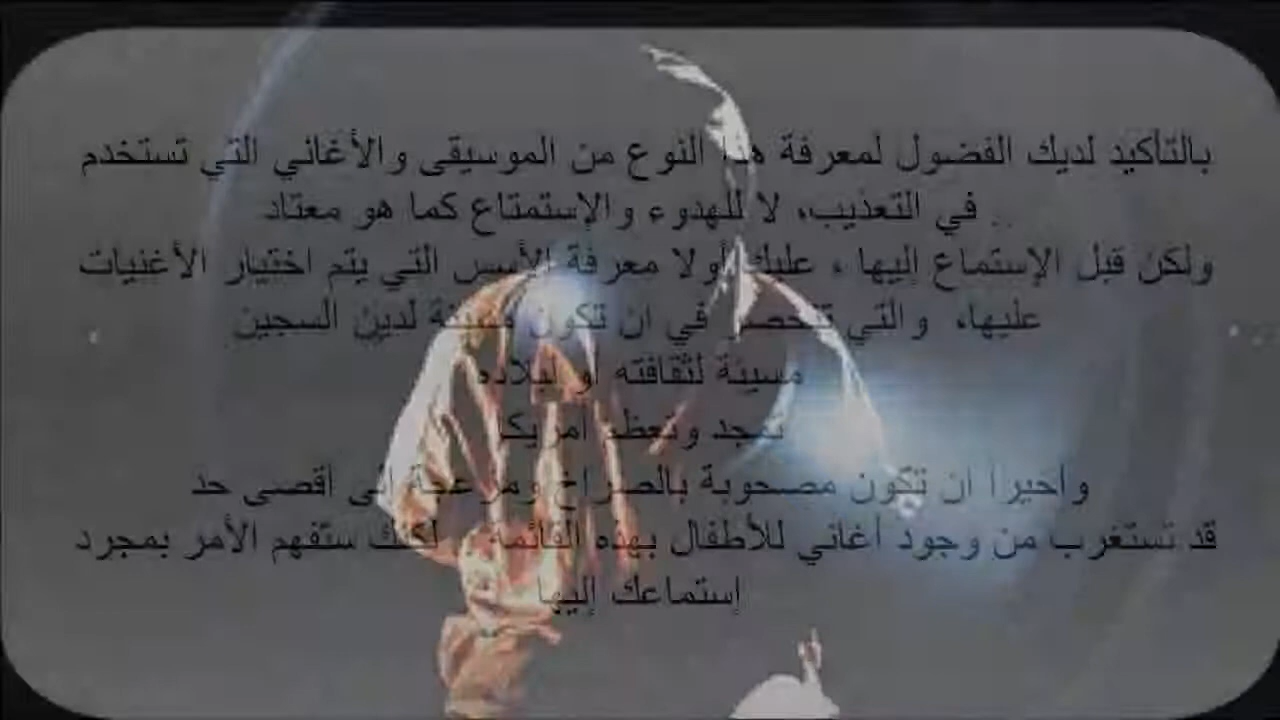 بالتأكيد لديك الفضول لمعرفة هذا النوع من الموسيقى والأغاني التي تستخدم
في التعذيب، لا للهدوء والإستمتاع كما هو معتاد ..
ولكن قبل الإستماع إليها ، عليك أولا معرفة الأسس التي يتم اختيار الأغنيات
عليها، والتي تنحصر في ان تكون مسيئة لدين السجين
مسيئة لثقافته او لبلاده
تمجد وتعظم امريكا
واخيرا ان تكون مصحوبة بالصراخ ومزعجة الى اقصى حد
قد تستغرب من وجود أغاني للأطفال بهذه القائمة .. لكنك ستفهم الأمر بمجرد
إستماعك إليها